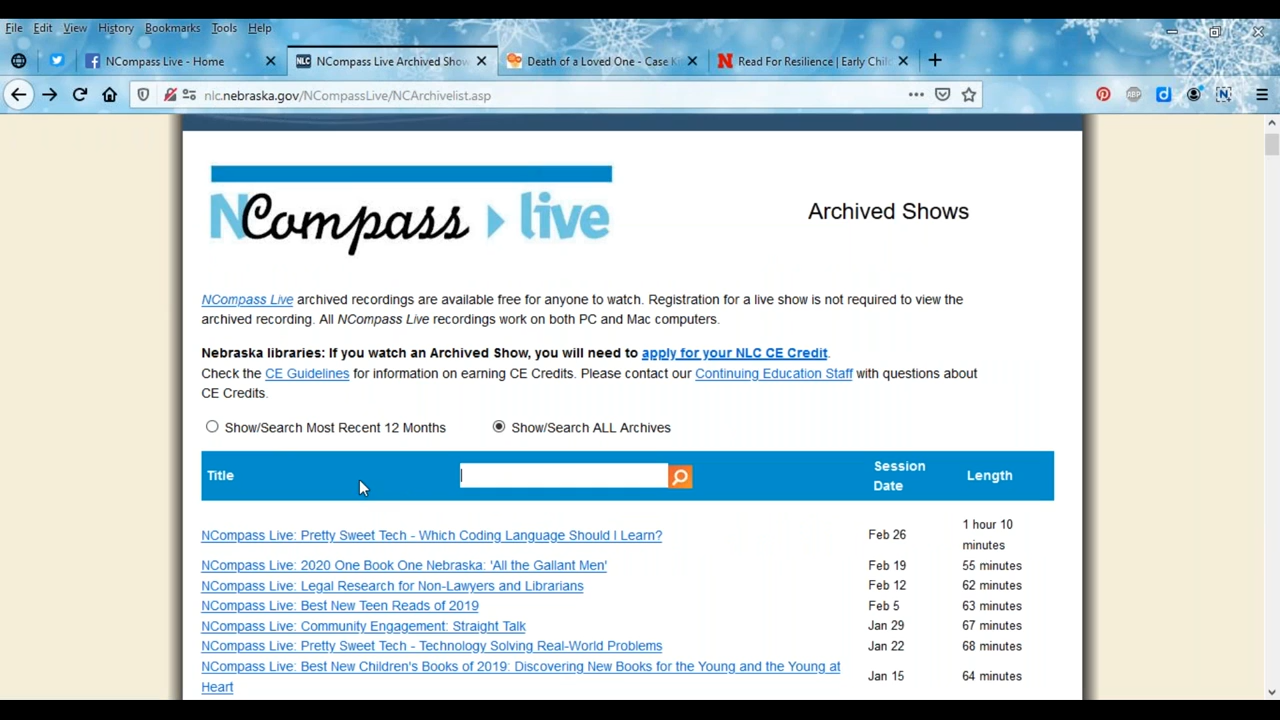 File Edit View History Bookmarks Tools Help
NCompass Live - Home
NLC NCompass Live Archived Show
Death of a Loved One - Case K
N Read For Resilience | Early Chil
nlc.nebraska.gov/NCompassLive/NCArchivelist.asp
NCompass live
Archived Shows
NCompass Live archived recordings are available free for anyone to watch. Registration for a live show is not required to view the
archived recording. All NCompass Live recordings work on both PC and Mac computers.
Nebraska libraries: If you watch an Archived Show, you will need to apply for your NLC CE Credit.
Check the CE Guidelines for information on earning CE Credits. Please contact our Continuing Education Staff with questions about
CE Credits.
Show/Search Most Recent 12 Months Show/Search ALL Archives
Title Session Date Length
NCompass Live: Pretty Sweet Tech - Which Coding Language Should I Learn? Feb 26 1 hour 10 minutes
NCompass Live: 2020 One Book One Nebraska: 'All the Gallant Men' Feb 19 55 minutes
NCompass Live: Legal Research for Non-Lawyers and Librarians Feb 12 62 minutes
NCompass Live: Best New Teen Reads of 2019 Feb 5 63 minutes
NCompass Live: Community Engagement: Straight Talk Jan 29 67 minutes
NCompass Live: Pretty Sweet Tech - Technology Solving Real-World Problems Jan 22 68 minutes
NCompass Live: Best New Children's Books of 2019: Discovering New Books for the Young and the Young at
Heart Jan 15 64 minutes